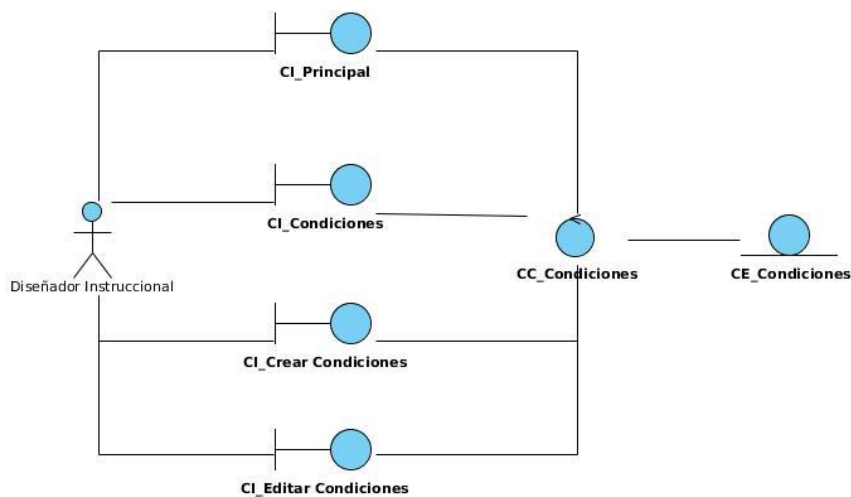 CI_Principal
CI_Condiciones
Diseñador Instruccional
CC_Condiciones
CE_Condiciones
CI_Crear Condiciones
CI_Editar Condiciones